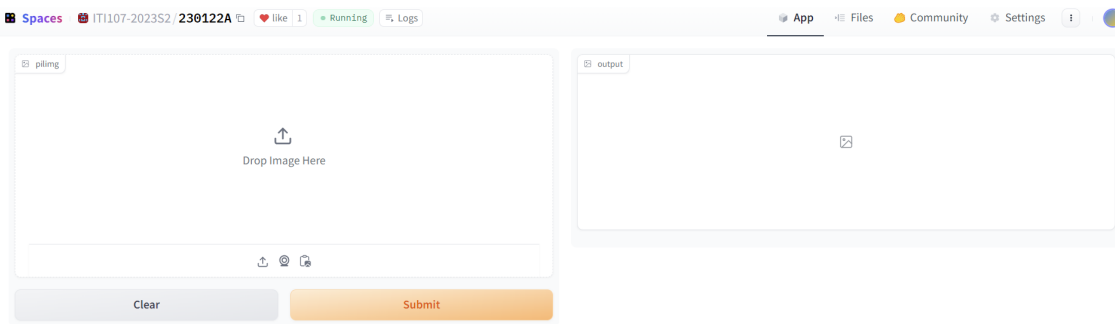 Spaces ITI107-2023S2/230122A like 1 Running Logs App Files Community Settings
pilimg
output
Drop Image Here
Clear Submit